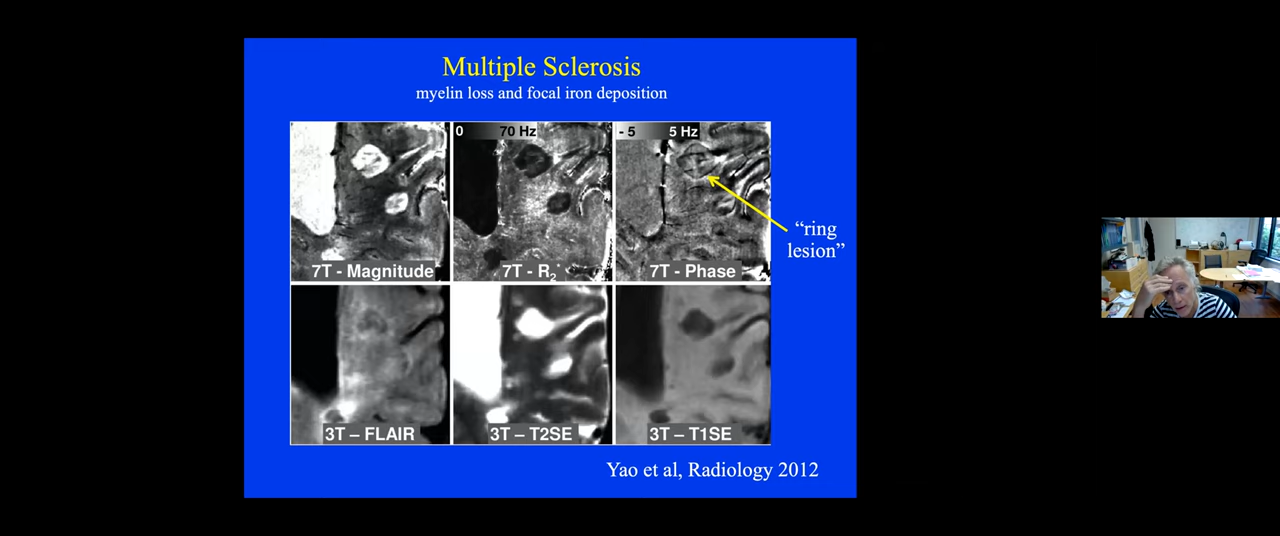 Multiple Sclerosis
myelin loss and focal iron deposition
0 70 Hz
- 5 5 Hz
7T - Magnitude
7T - R2*
7T - Phase
"ring
lesion"
3T – FLAIR
3T – T2SE
3T – T1SE
Yao et al, Radiology 2012